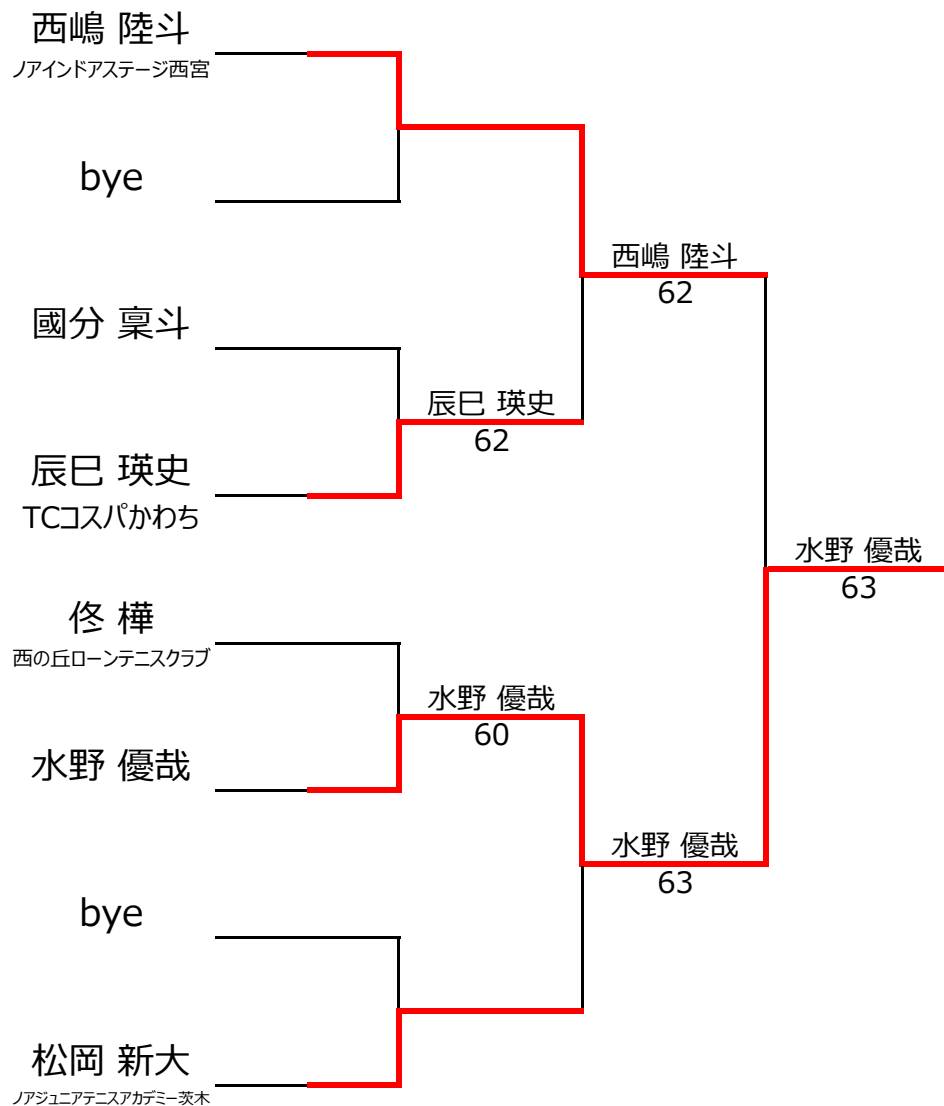 西嶋 陸斗
ノアインドアステージ西宮
bye
國分 稟斗
辰巳 瑛史
TCコスパかわち
佟 樺
西の丘ローンテニスクラブ
水野 優哉
bye
松岡 新大
ノアジュニアテニスアカデミー茨木
辰巳 瑛史
62
水野 優哉
60
西嶋 陸斗
62
水野 優哉
63
水野 優哉
63